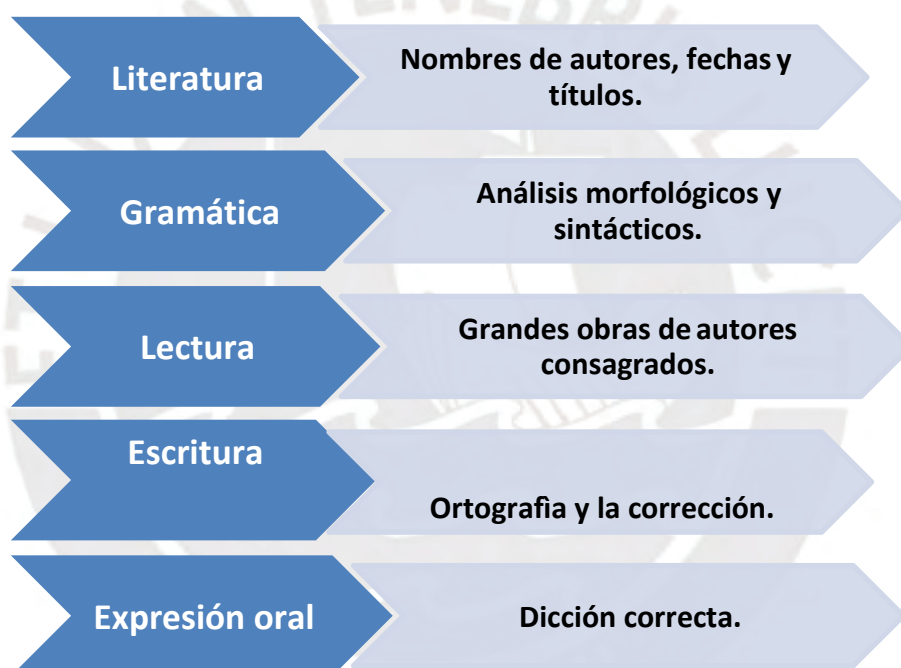 Literatura
Nombres de autores, fechas y
títulos.
Gramática
Análisis morfológicos y
sintácticos.
Lectura
Grandes obras de autores
consagrados.
Escritura
Ortografìa y la corrección.
Expresión oral
Dicción correcta.